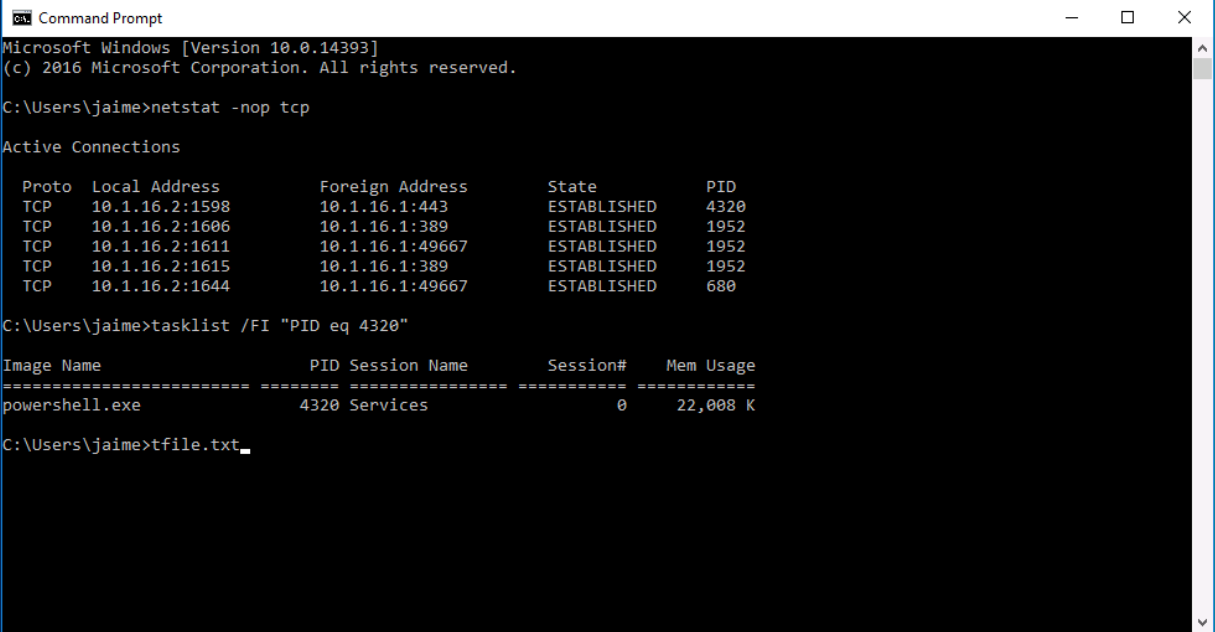 Command Prompt
Microsoft Windows [Version 10.0.14393]
(c) 2016 Microsoft Corporation. All rights reserved.
C:\Users\jaime>netstat -nop tcp
Active Connections
Proto  Local Address          Foreign Address        State           PID
TCP    10.1.16.2:1598         10.1.16.1:443          ESTABLISHED     4320
TCP    10.1.16.2:1606         10.1.16.1:389          ESTABLISHED     1952
TCP    10.1.16.2:1611         10.1.16.1:49667        ESTABLISHED     1952
TCP    10.1.16.2:1615         10.1.16.1:389          ESTABLISHED     1952
TCP    10.1.16.2:1644         10.1.16.1:49667        ESTABLISHED     680
C:\Users\jaime>tasklist /FI "PID eq 4320"
Image Name                     PID Session Name        Session#    Mem Usage
========================= ======== ================ =========== ============
powershell.exe                4320 Services                   0     22,008 K
C:\Users\jaime>tfile.txt